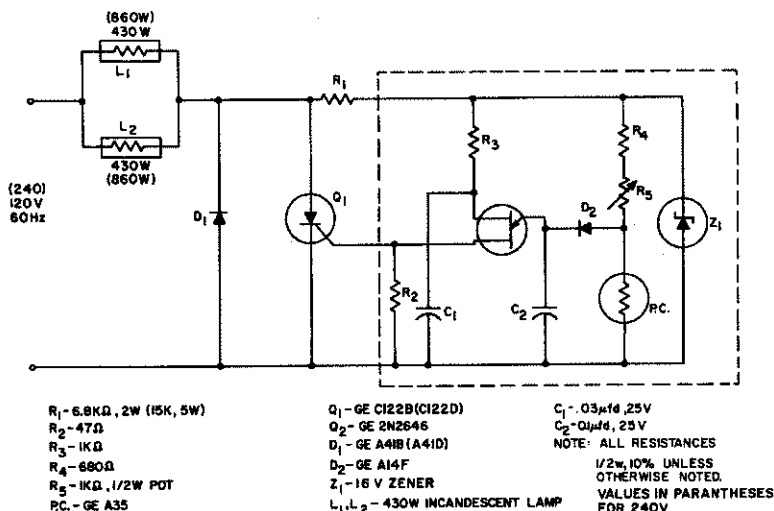 (860W)
430W
L1
L2
430W
(860W)
(240)
120V
60Hz
R1
D1
Q1
R2
R3
C1
C2
D2
R4
R5
P.C.
Z1
R1-6.8KΩ, 2W (15K, 5W)
R2-47Ω
R3-1KΩ
R4-680Ω
R5-1KΩ, 1/2W POT
P.C.- GE A35
Q1-GE C122B(C122D)
Q2-GE 2N2646
D1-GE A41B(A41D)
D2-GE A14F
Z1-16 V ZENER
L1,L2 - 430W INCANDESCENT LAMP
C1-.03µfd, 25V
C2-0.1µfd, 25V
NOTE: ALL RESISTANCES
1/2w, 10% UNLESS
OTHERWISE NOTED.
VALUES IN PARANTHESES
FOR 240V